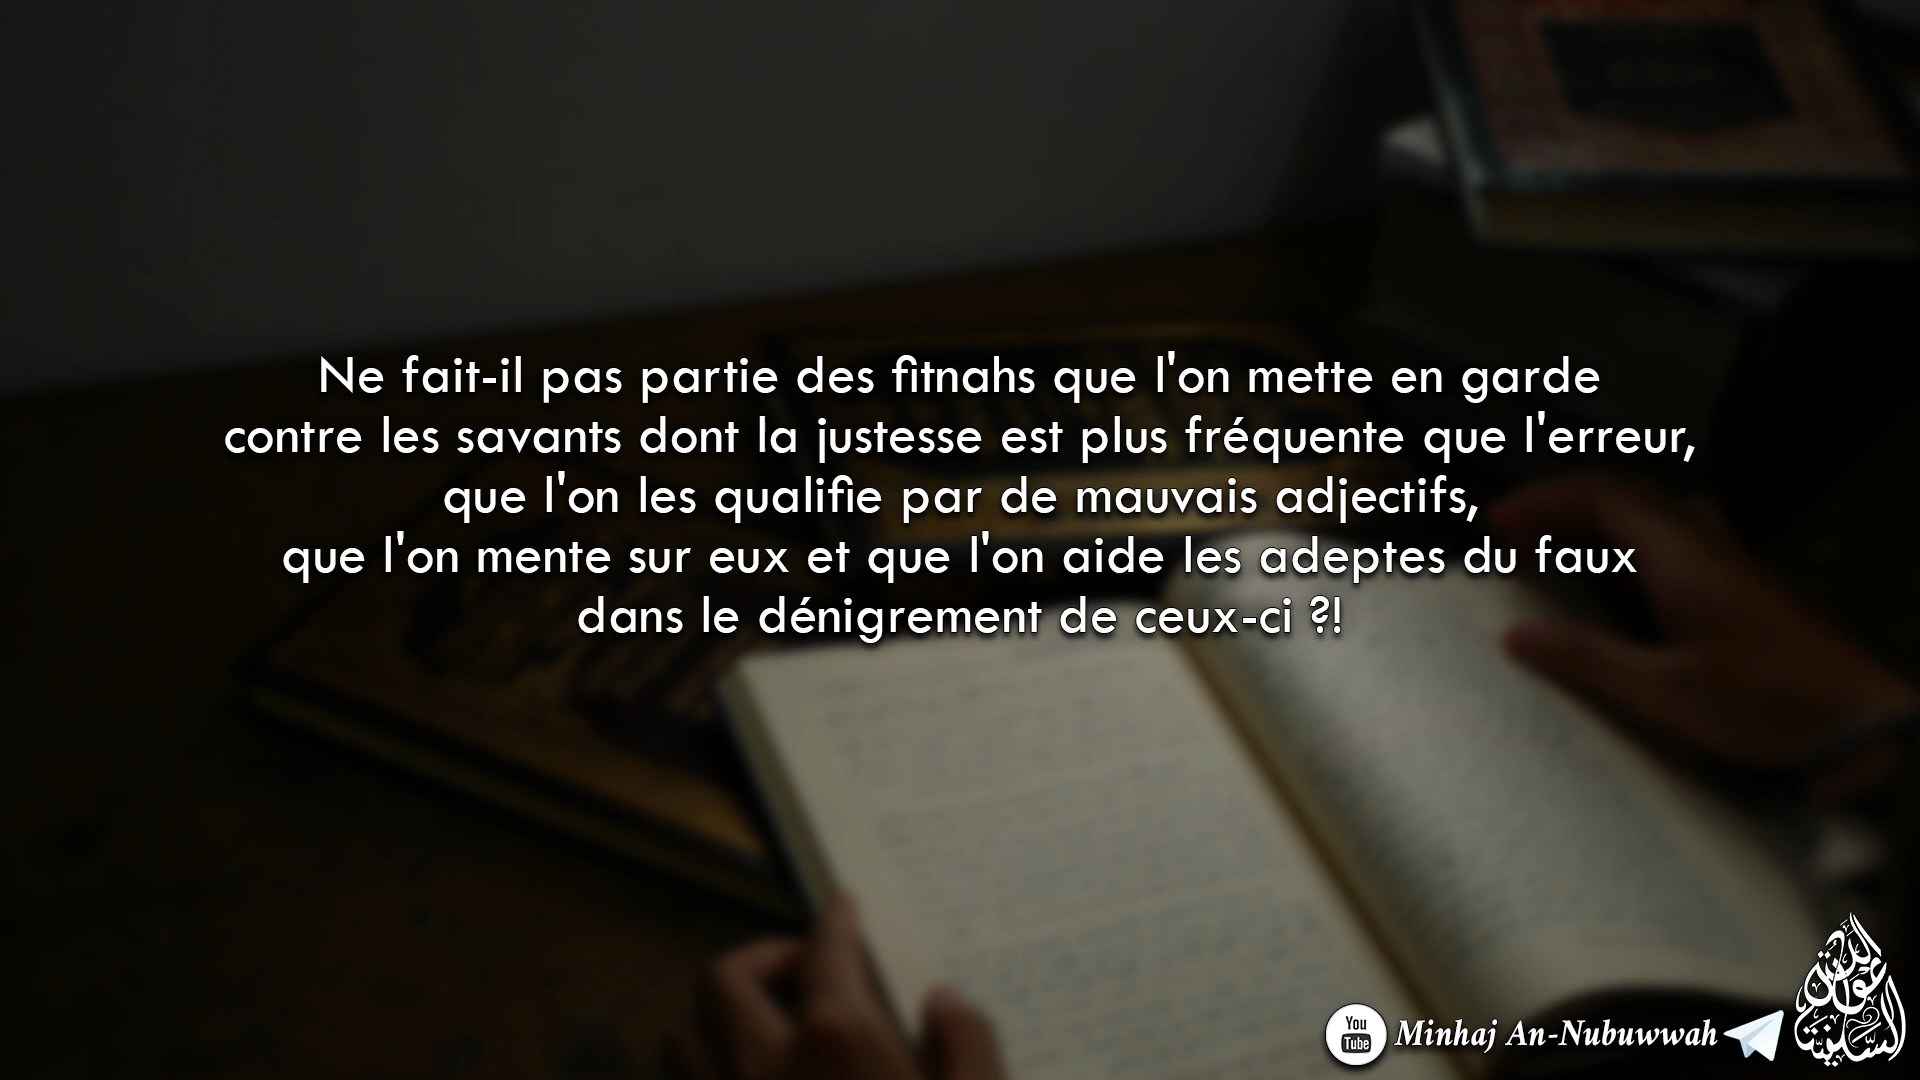 Ne fait-il pas partie des fitnahs que l'on mette en garde
contre les savants dont la justesse est plus fréquente que l'erreur,
que l'on les qualifie par de mauvais adjectifs,
que l'on mente sur eux et que l'on aide les adeptes du faux
dans le dénigrement de ceux-ci ?!
You
Tube
Minhaj An-Nubuwwah